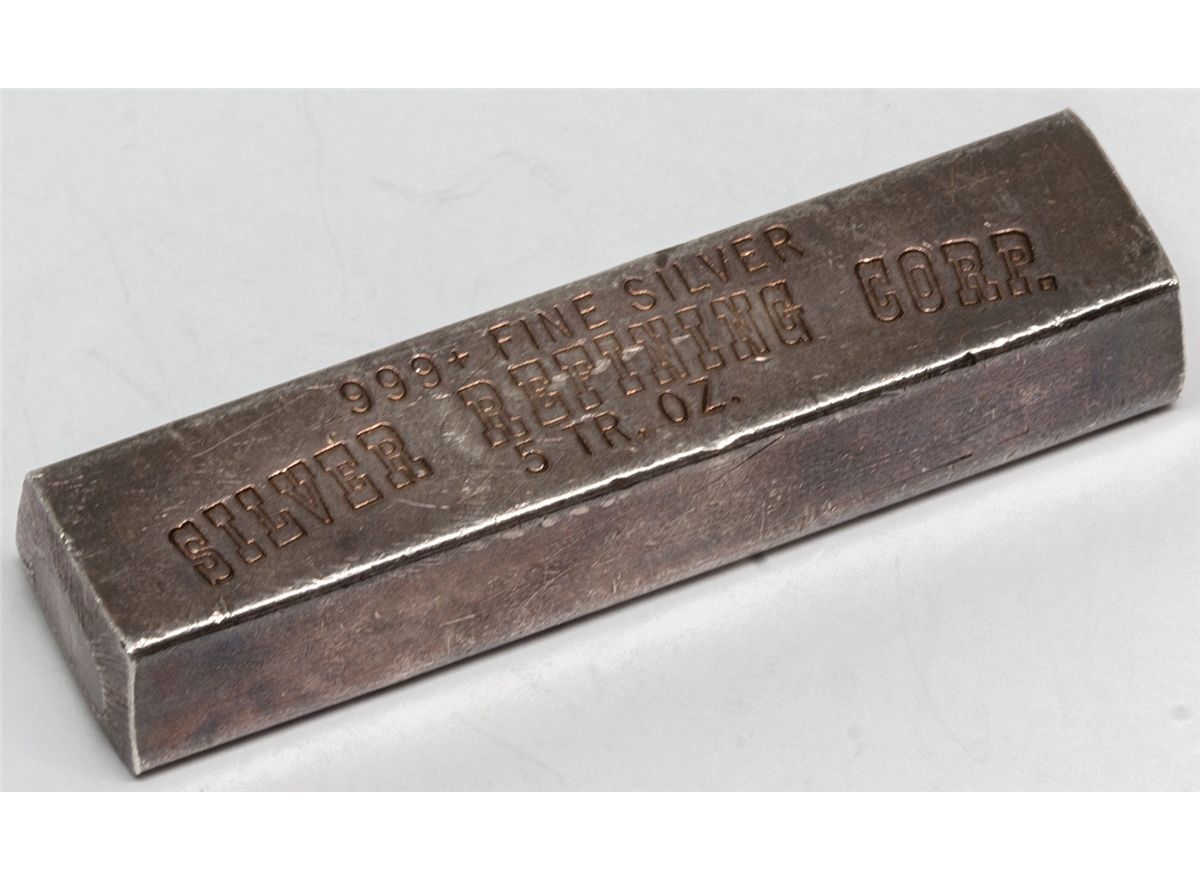 999+ FINE SILVER
SILVER REFINING CORP.
5 TR. OZ.